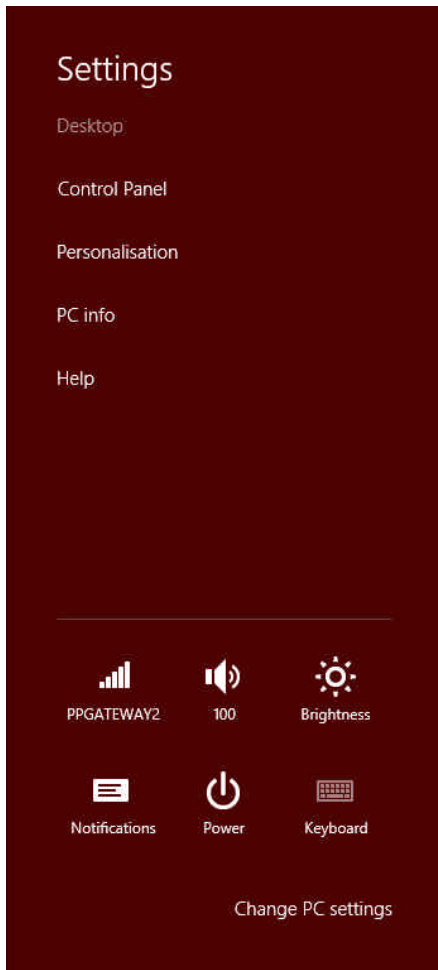 Settings
Desktop
Control Panel
Personalisation
PC info
Help
PPGATEWAY2 100 Brightness
Notifications Power Keyboard
Change PC settings